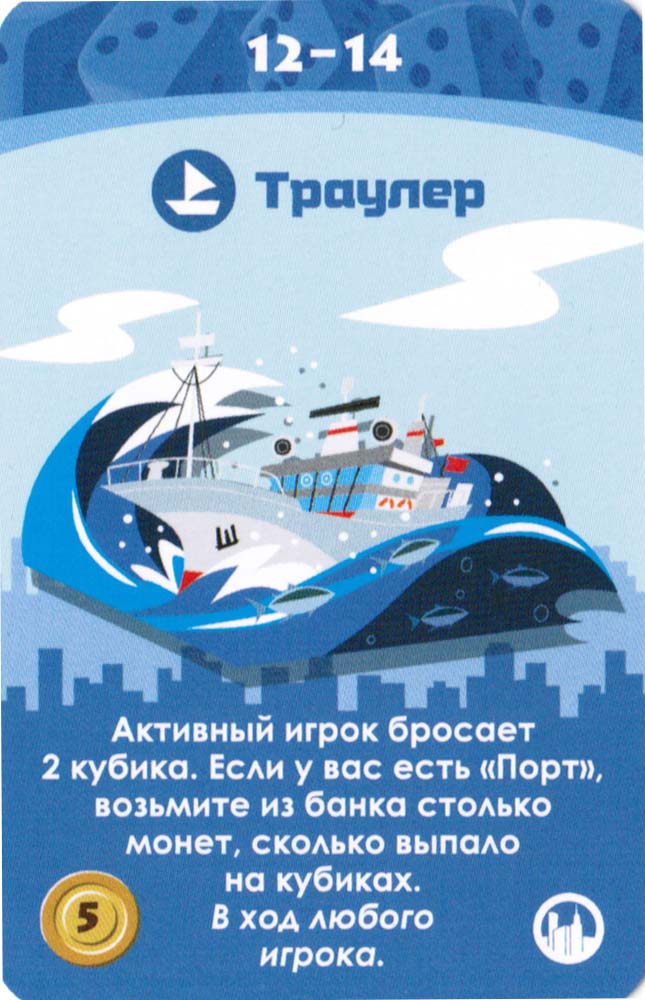 12–14
Траулер
Ш
Активный игрок бросает
2 кубика. Если у вас есть «Порт»,
возьмите из банка столько
монет, сколько выпало
на кубиках.
В ход любого
игрока.
5